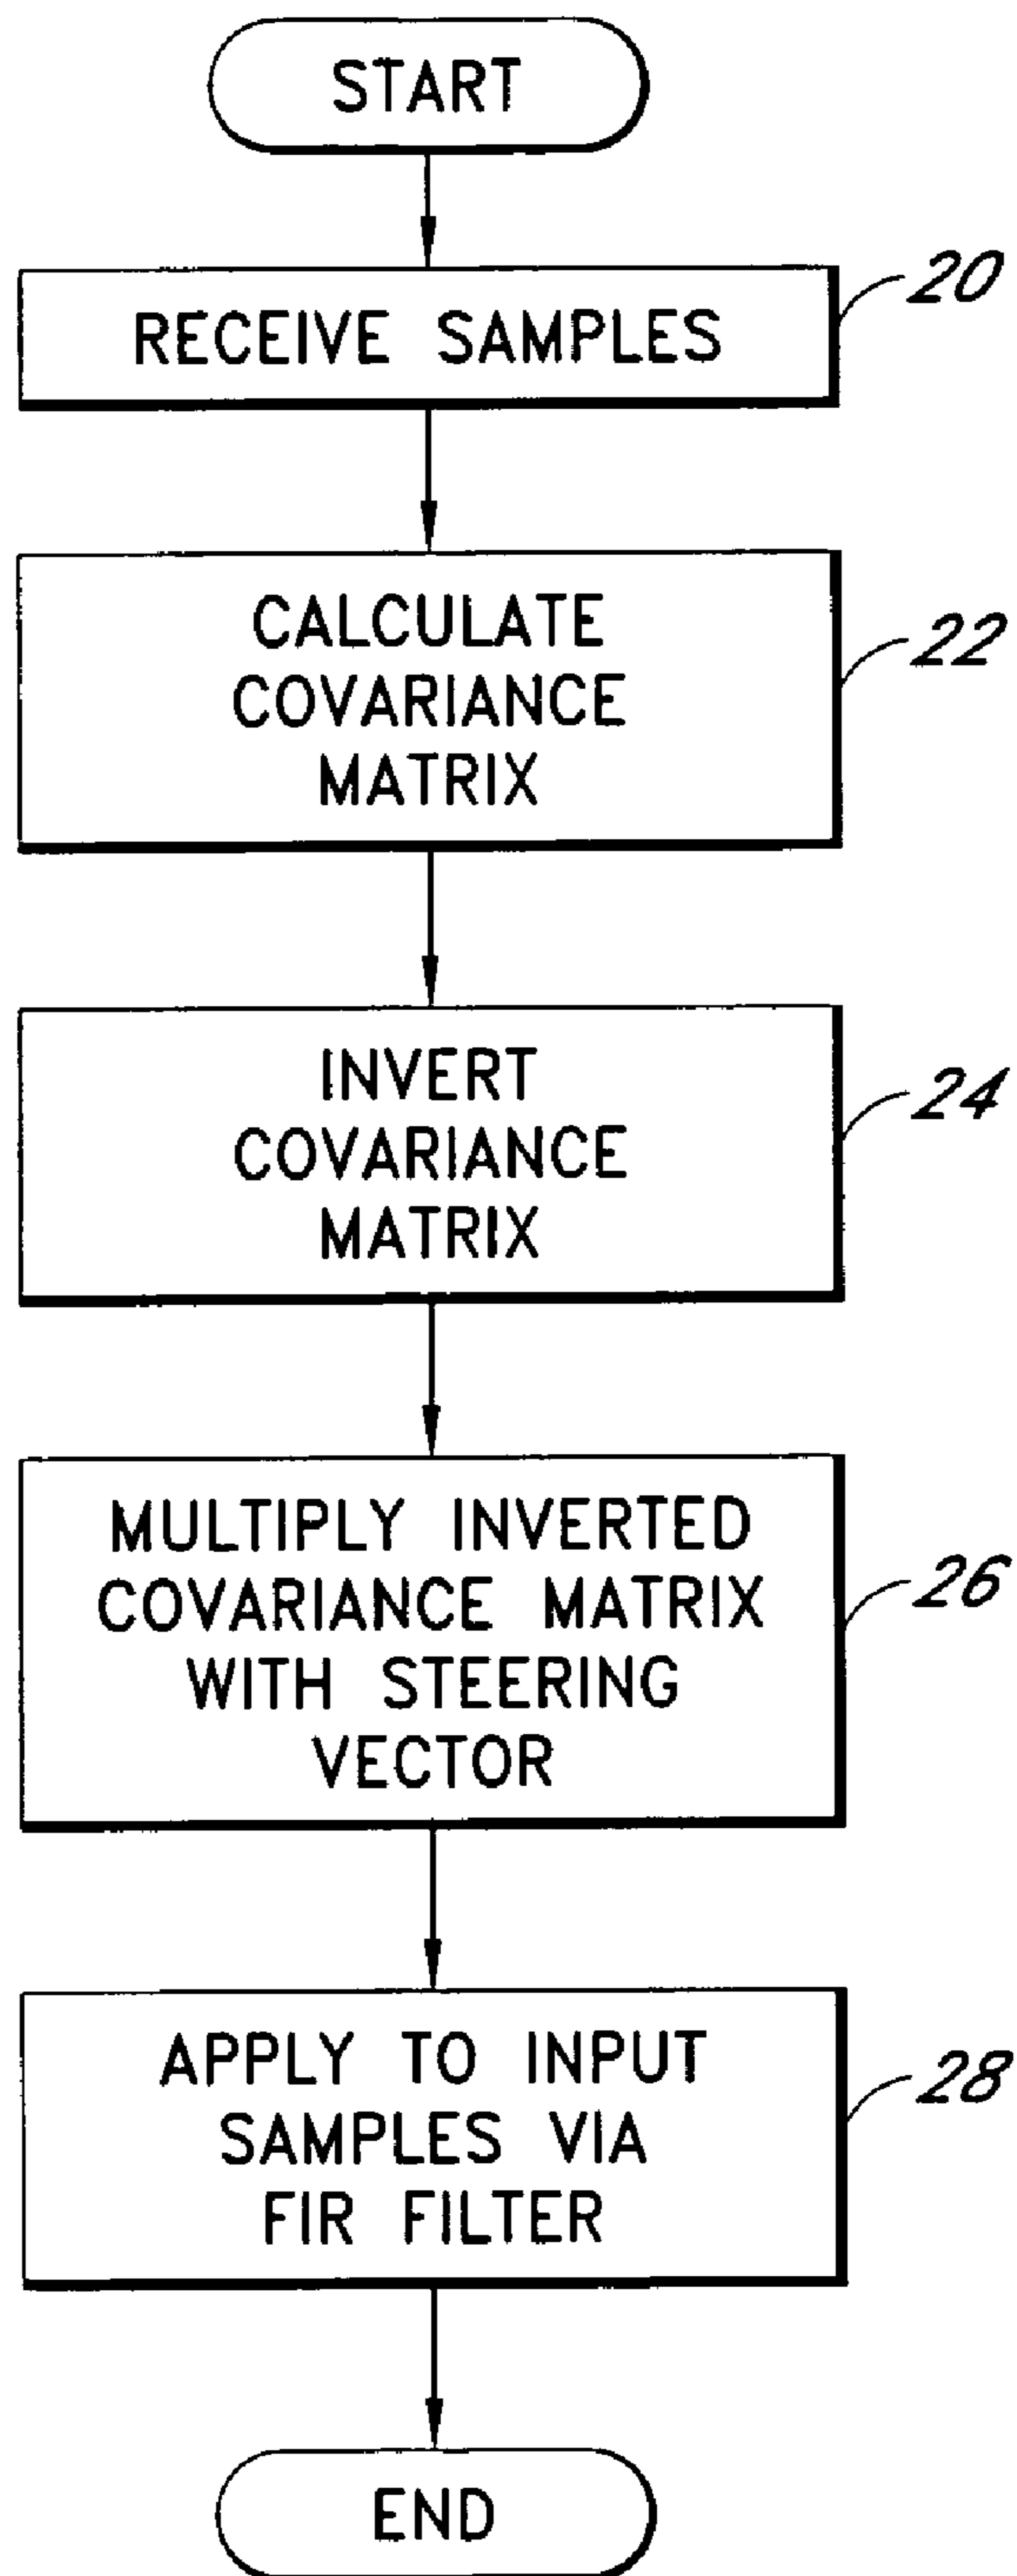 START
RECEIVE SAMPLES
20
CALCULATE
COVARIANCE
MATRIX
22
INVERT
COVARIANCE
MATRIX
24
MULTIPLY INVERTED
COVARIANCE MATRIX
WITH STEERING
VECTOR
26
APPLY TO INPUT
SAMPLES VIA
FIR FILTER
28
END